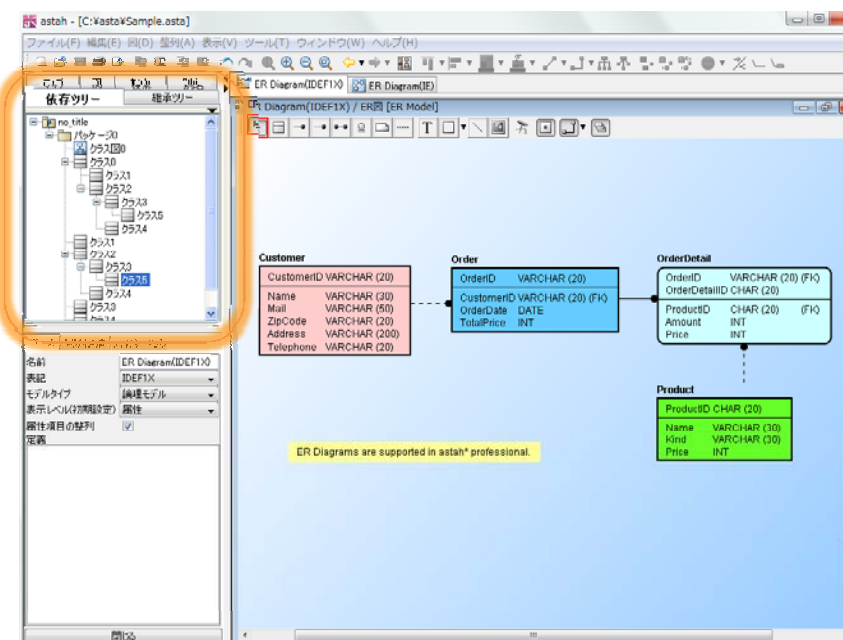 astah - [C:¥asta¥Sample.asta]
ファイル(F) 編集(E) 図(D) 整列(A) 表示(V) ツール(T) ウィンドウ(W) ヘルプ(H)
ER Diagram(IDEF1X) ER Diagram(IE)
依存ツリー 継承ツリー
Diagram(IDEF1X) / ER図 [ER Model]
no_title
パッケージ0
クラス図0
クラス0
クラス1
クラス2
クラス3
クラス5
クラス4
クラス1
クラス2
クラス3
クラス5
クラス4
クラス3
クラス4
名前 ER Diagram(IDEF1X)
表記 IDEF1X
モデルタイプ 論理モデル
表示レベル(初期設定) 属性
属性項目の整列
定義
閉じる
Customer
CustomerID VARCHAR (20)
Name VARCHAR (30)
Mail VARCHAR (50)
ZipCode VARCHAR (20)
Address VARCHAR (200)
Telephone VARCHAR (20)
Order
OrderID VARCHAR (20)
CustomerID VARCHAR (20) (FK)
OrderDate DATE
TotalPrice INT
OrderDetail
OrderID VARCHAR (20) (FK)
OrderDetailID CHAR (20)
ProductID CHAR (20) (FK)
Amount INT
Price INT
Product
ProductID CHAR (20)
Name VARCHAR (30)
Kind VARCHAR (30)
Price INT
ER Diagrams are supported in astah* professional.